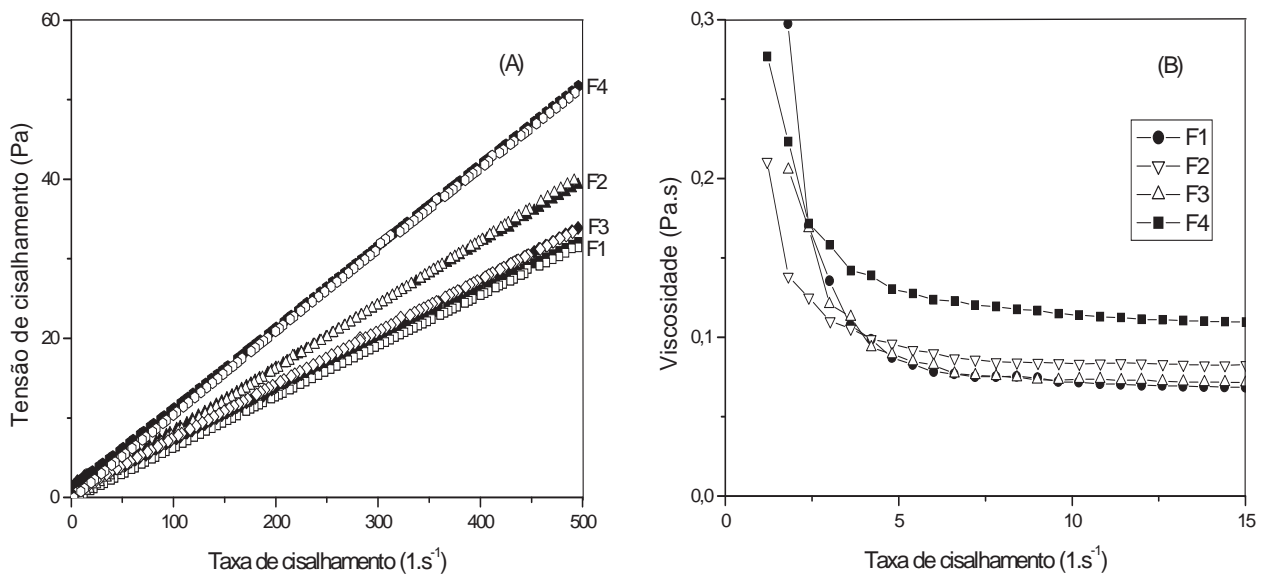 60
40
20
0
0
100
200
300
400
500
Tensão de cisalhamento (Pa)
Taxa de cisalhamento (1.s⁻¹)
(A)
F4
F2
F3
F1
0,3
0,2
0,1
0,0
0
5
10
15
Viscosidade (Pa.s)
Taxa de cisalhamento (1.s⁻¹)
(B)
F1
F2
F3
F4